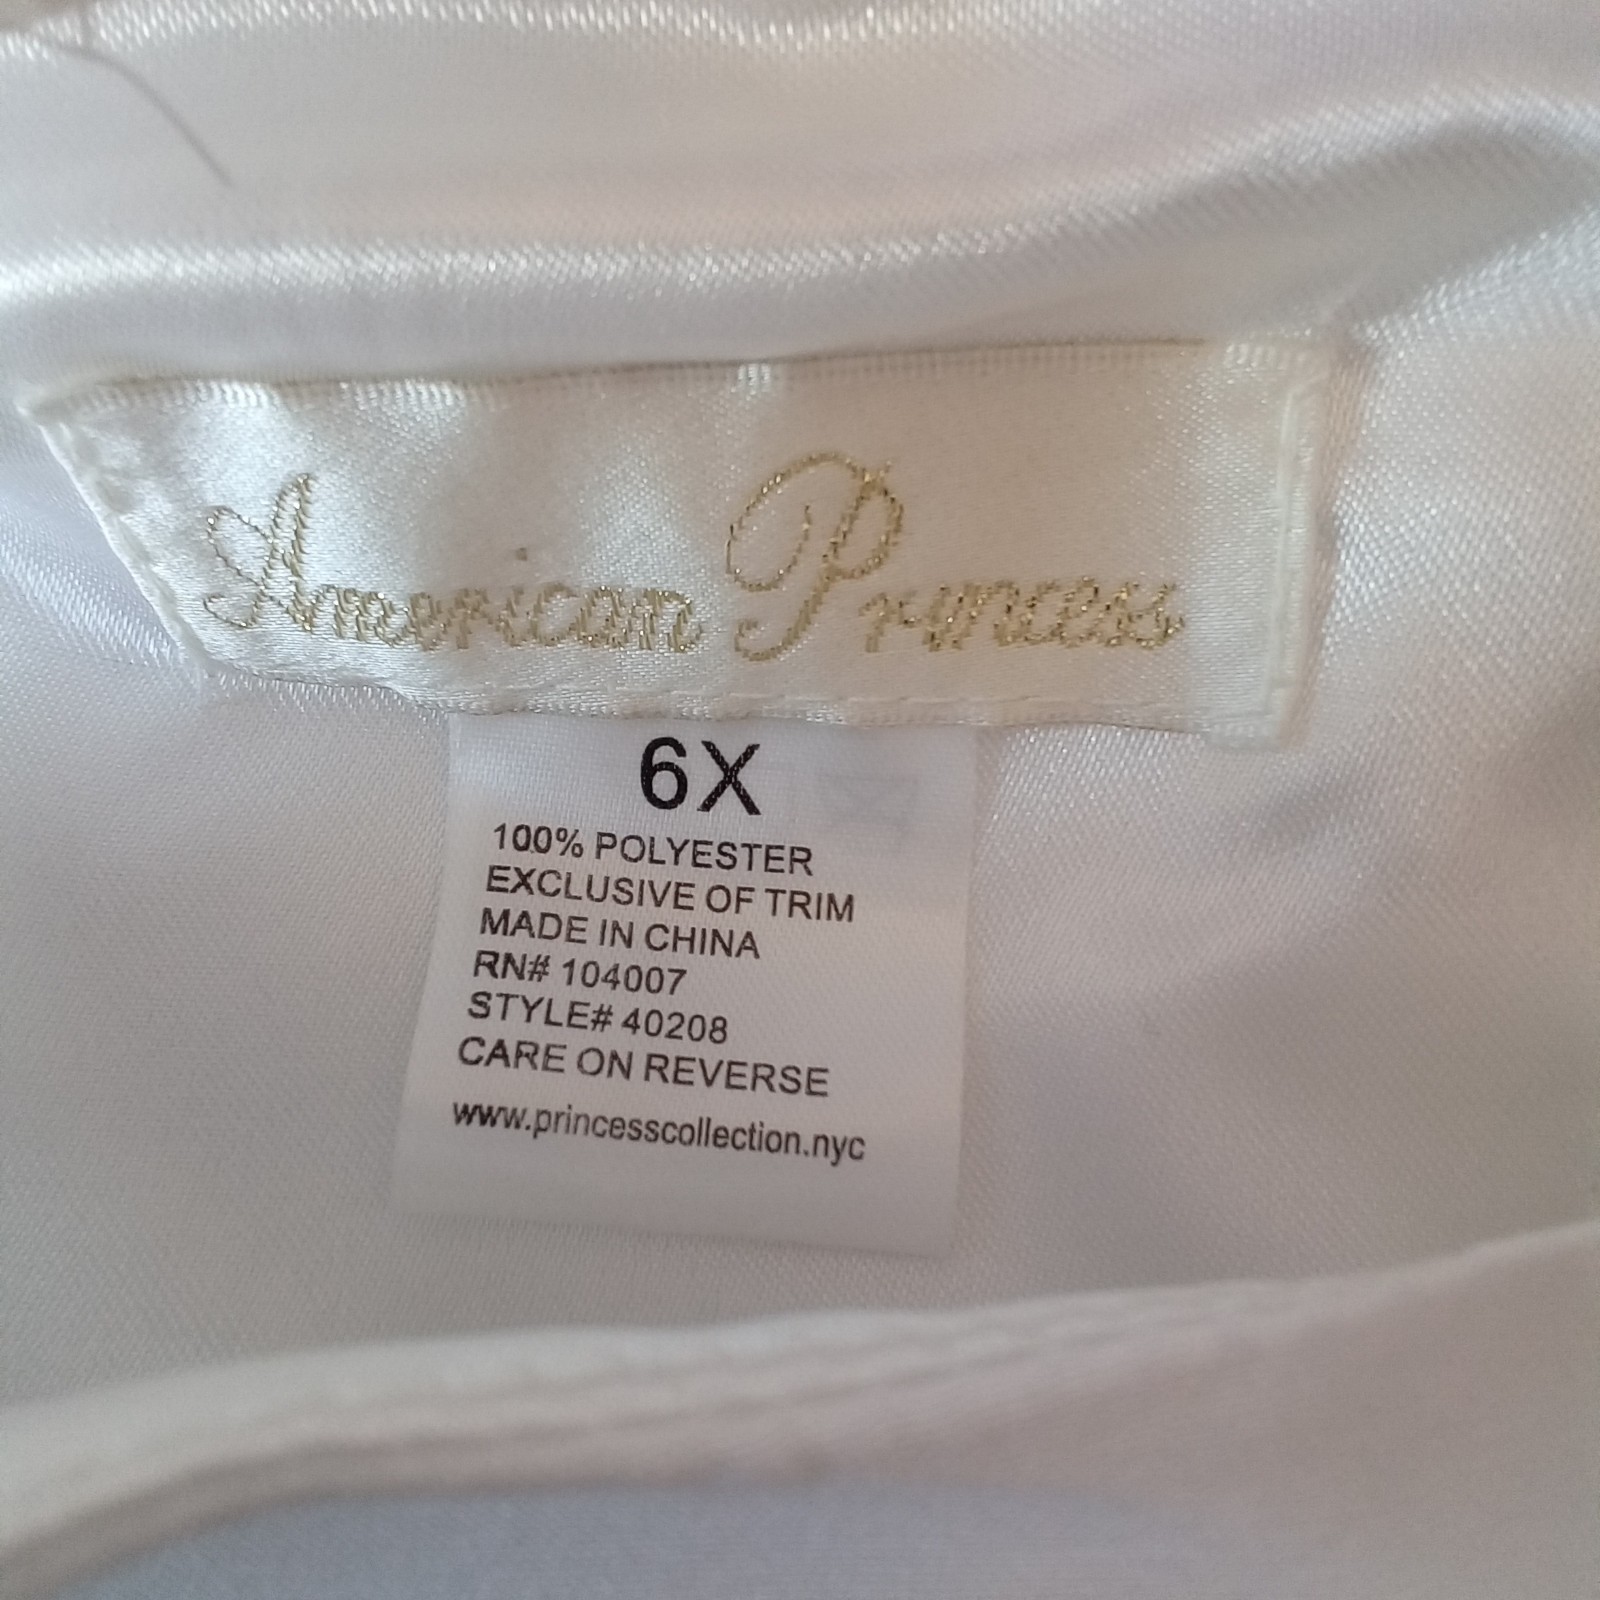 American Princess
6X
100% POLYESTER
EXCLUSIVE OF TRIM
MADE IN CHINA
RN# 104007
STYLE# 40208
CARE ON REVERSE
www.princesscollection.nyc